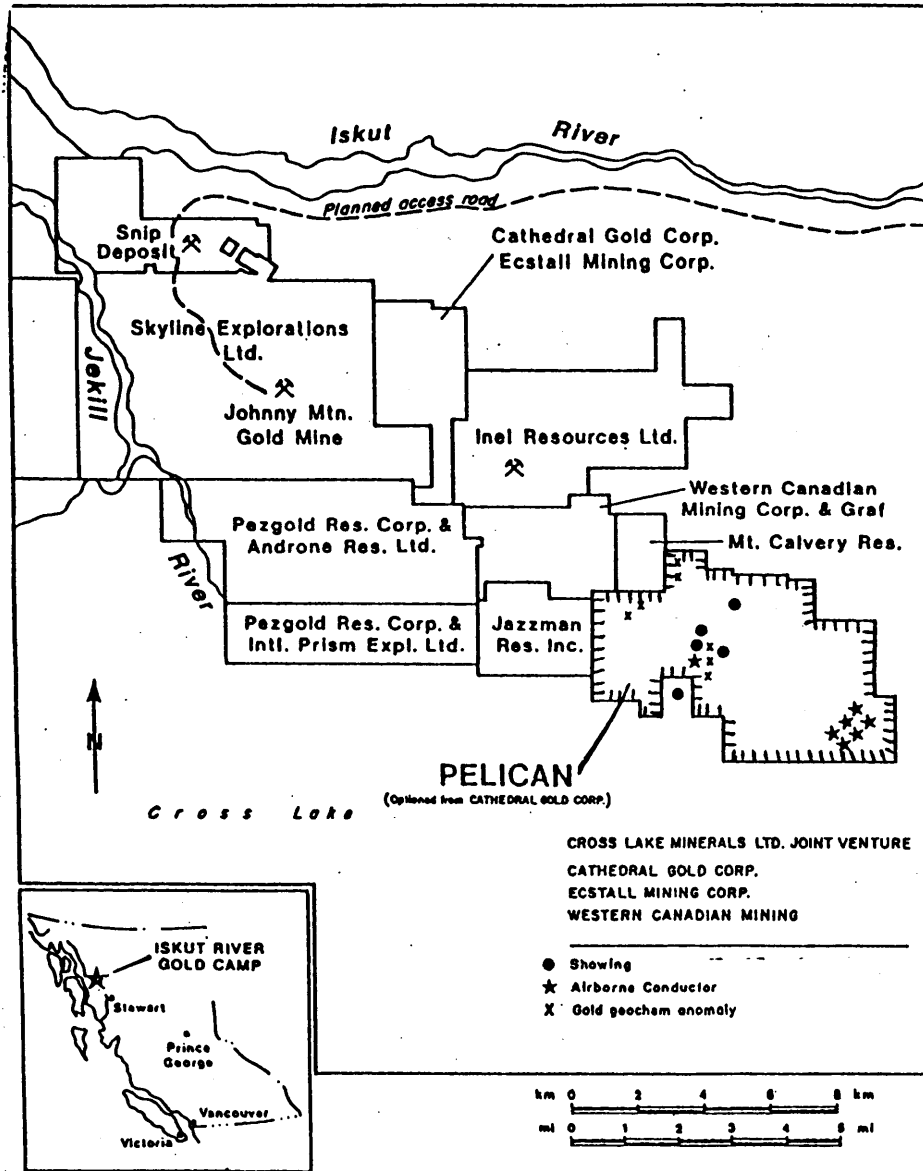 Iskut River
Planned access road
Snip
Deposit
Cathedral Gold Corp.
Ecstall Mining Corp.
Skyline Explorations
Ltd.
Jekill
River
Johnny Mtn.
Gold Mine
Inel Resources Ltd.
Western Canadian
Mining Corp. & Graf
Pezgold Res. Corp. &
Androne Res. Ltd.
Mt. Calvery Res.
Pezgold Res. Corp. &
Intl. Prism Expl. Ltd.
Jazzman
Res. Inc.
N
PELICAN
(Optioned from CATHEDRAL GOLD CORP.)
Cross Lake
CROSS LAKE MINERALS LTD. JOINT VENTURE
CATHEDRAL GOLD CORP.
ECSTALL MINING CORP.
WESTERN CANADIAN MINING
Showing
Airborne Conductor
X Gold geochem anomaly
ISKUT RIVER
GOLD CAMP
Stewart
Prince
George
Vancouver
Victoria
km 0 2 4 6 8 km
mi 0 1 2 3 4 5 mi